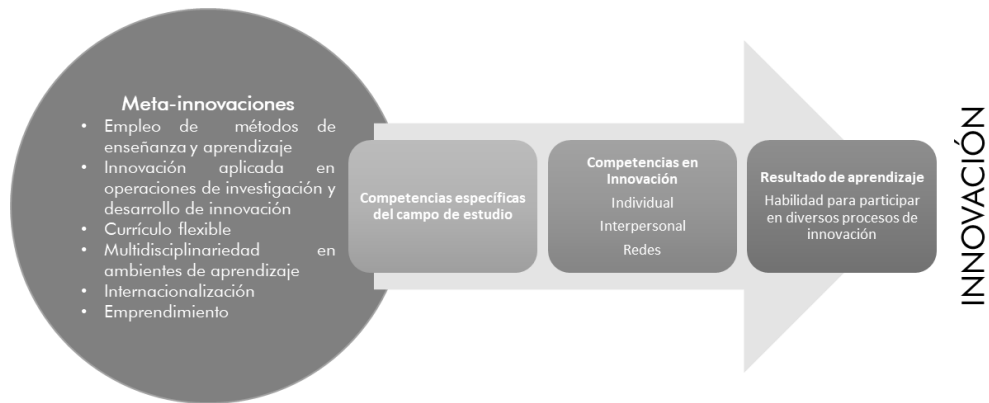 Meta-innovaciones
• Empleo de métodos de
enseñanza y aprendizaje
• Innovación aplicada en
operaciones de investigación y
desarrollo de innovación
• Currículo flexible
• Multidisciplinariedad en
ambientes de aprendizaje
• Internacionalización
• Emprendimiento
Competencias específicas
del campo de estudio
Competencias en
Innovación
Individual
Interpersonal
Redes
Resultado de aprendizaje
Habilidad para participar
en diversos procesos de
innovación
INNOVACIÓN